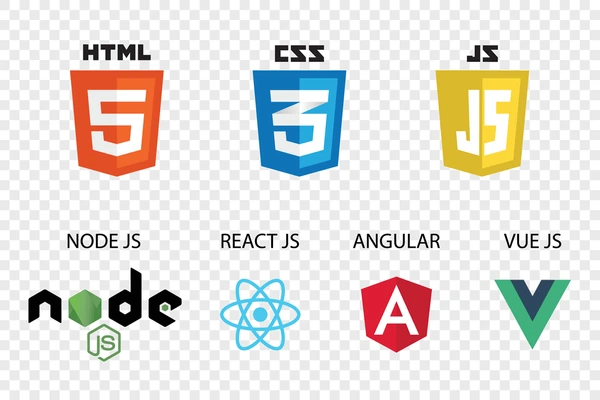 HTML
CSS
JS
5
3
JS
NODE JS
REACT JS
ANGULAR
VUE JS
node
JS
A